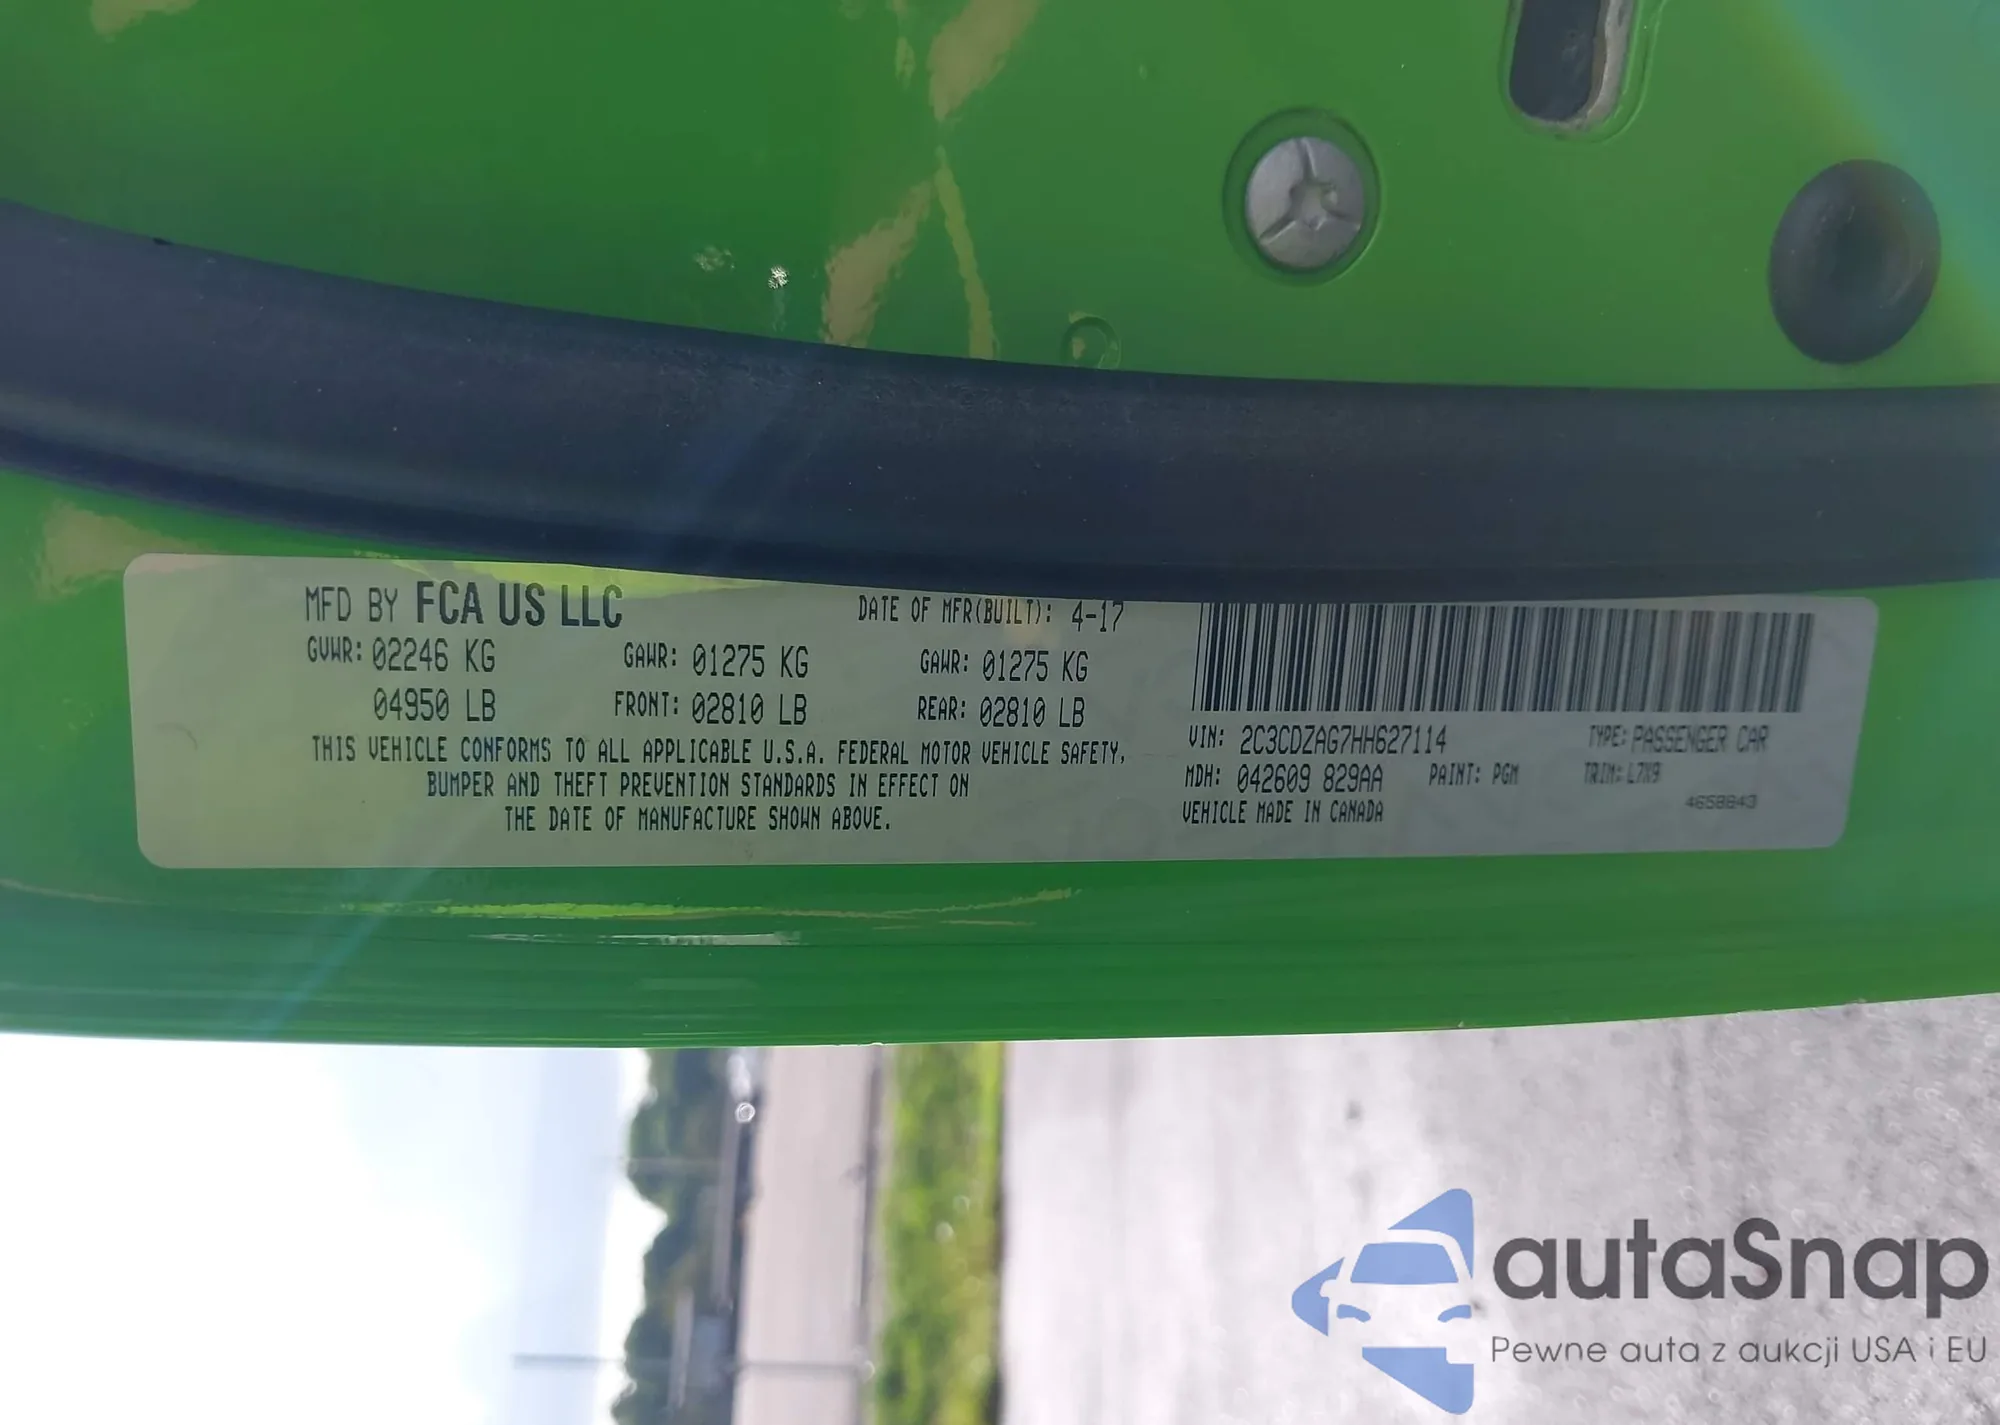 MFD BY FCA US LLC DATE OF MFR(BUILT): 4-17
GVWR: 02246 KG GAWR: 01275 KG GAWR: 01275 KG
04950 LB FRONT: 02810 LB REAR: 02810 LB
THIS VEHICLE CONFORMS TO ALL APPLICABLE U.S.A. FEDERAL MOTOR VEHICLE SAFETY,
BUMPER AND THEFT PREVENTION STANDARDS IN EFFECT ON
THE DATE OF MANUFACTURE SHOWN ABOVE.
VIN: 2C3CDZAG7HH627114 TYPE: PASSENGER CAR
MDH: 042609 829AA PAINT: PGM TRIM: L7X9
VEHICLE MADE IN CANADA
4658843
autaSnap
Pewne auta z aukcji USA i EU